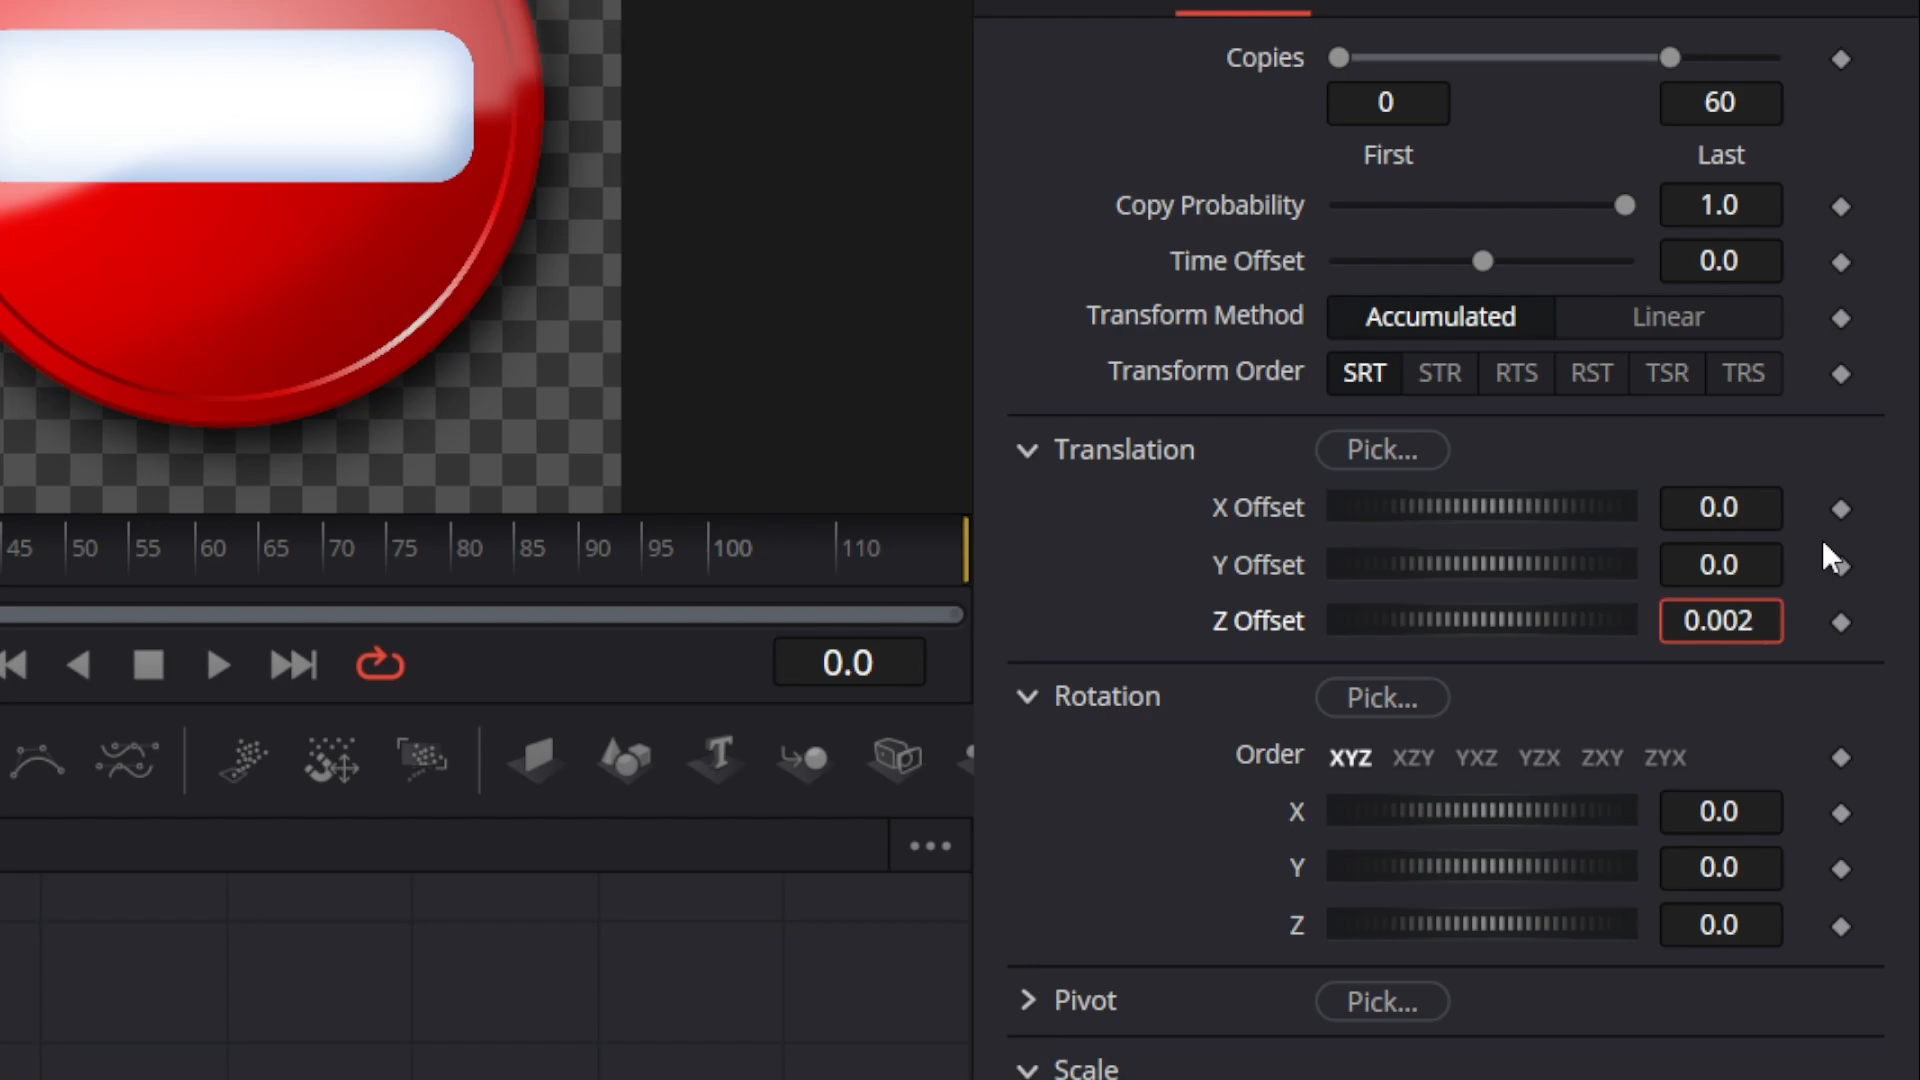 Copies
0 60
First Last
Copy Probability 1.0
Time Offset 0.0
Transform Method Accumulated Linear
Transform Order SRT STR RTS RST TSR TRS
Translation Pick...
X Offset 0.0
Y Offset 0.0
Z Offset 0.002
Rotation Pick...
Order XYZ XZY YXZ YZX ZXY ZYX
X 0.0
Y 0.0
Z 0.0
Pivot Pick...
Scale
45 50 55 60 65 70 75 80 85 90 95 100 110
0.0
T